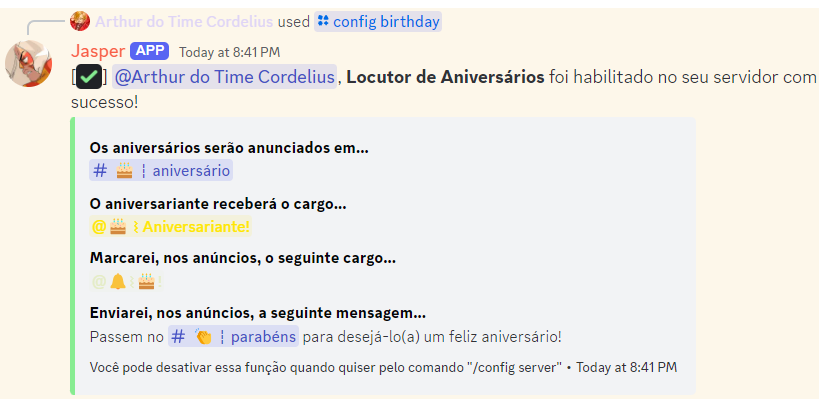 Arthur do Time Cordelius used config birthday
Jasper APP Today at 8:41 PM
[✔] @Arthur do Time Cordelius, Locutor de Aniversários foi habilitado no seu servidor com
sucesso!
Os aniversários serão anunciados em...
# 🎂 ¦ aniversário
O aniversariante receberá o cargo...
@🎂 ⁝ Aniversariante!
Marcarei, nos anúncios, o seguinte cargo...
@🔔 ⁝ 🎂 ⁝
Enviarei, nos anúncios, a seguinte mensagem...
Passem no # 👏 ¦ parabéns para desejá-lo(a) um feliz aniversário!
Você pode desativar essa função quando quiser pelo comando "/config server" • Today at 8:41 PM